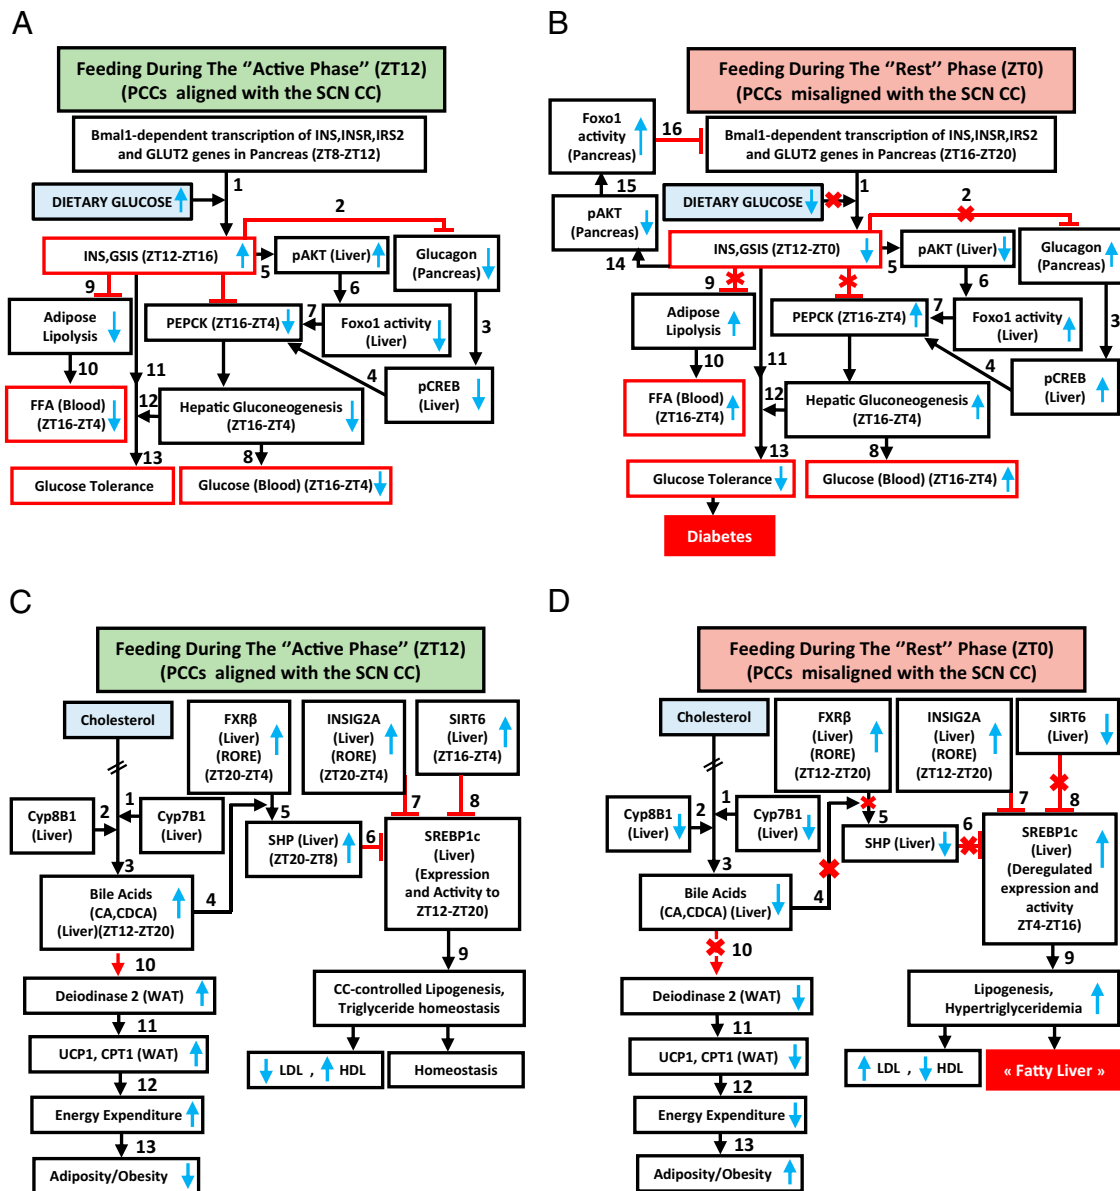 A
Feeding During The ‘‘Active Phase’’ (ZT12)
(PCCs aligned with the SCN CC)
Bmal1-dependent transcription of INS,INSR,IRS2
and GLUT2 genes in Pancreas (ZT8-ZT12)
1
DIETARY GLUCOSE
2
INS,GSIS (ZT12-ZT16)
5
pAKT (Liver)
Glucagon
(Pancreas)
9
6
Adipose
Lipolysis
PEPCK (ZT16-ZT4)
7
Foxo1 activity
(Liver)
3
10
11
4
FFA (Blood)
(ZT16-ZT4)
12
Hepatic Gluconeogenesis
(ZT16-ZT4)
pCREB
(Liver)
13
8
Glucose Tolerance
Glucose (Blood) (ZT16-ZT4)
B
Feeding During The ‘‘Rest’’ Phase (ZT0)
(PCCs misaligned with the SCN CC)
Foxo1
activity
(Pancreas)
16
Bmal1-dependent transcription of INS,INSR,IRS2
and GLUT2 genes in Pancreas (ZT16-ZT20)
15
1
pAKT
(Pancreas)
DIETARY GLUCOSE
2
14
INS,GSIS (ZT12-ZT0)
5
pAKT (Liver)
Glucagon
(Pancreas)
9
6
Adipose
Lipolysis
PEPCK (ZT16-ZT4)
7
Foxo1 activity
(Liver)
3
10
11
4
FFA (Blood)
(ZT16-ZT4)
12
Hepatic Gluconeogenesis
(ZT16-ZT4)
pCREB
(Liver)
13
8
Glucose Tolerance
Glucose (Blood) (ZT16-ZT4)
Diabetes
C
Feeding During The ‘‘Active Phase’’ (ZT12)
(PCCs aligned with the SCN CC)
Cholesterol
FXRβ
(Liver)
(RORE)
(ZT20-ZT4)
INSIG2A
(Liver)
(RORE)
(ZT20-ZT4)
SIRT6
(Liver)
(ZT16-ZT4)
Cyp8B1
(Liver)
2
1
Cyp7B1
(Liver)
5
7
8
SHP (Liver)
(ZT20-ZT8)
6
SREBP1c
(Liver)
(Expression
and Activity to
ZT12-ZT20)
3
Bile Acids
(CA,CDCA)
(Liver)(ZT12-ZT20)
4
10
9
Deiodinase 2 (WAT)
CC-controlled Lipogenesis,
Triglyceride homeostasis
11
UCP1, CPT1 (WAT)
LDL , HDL
Homeostasis
12
Energy Expenditure
13
Adiposity/Obesity
D
Feeding During The ‘‘Rest’’ Phase (ZT0)
(PCCs misaligned with the SCN CC)
Cholesterol
FXRβ
(Liver)
(RORE)
(ZT12-ZT20)
INSIG2A
(Liver)
(RORE)
(ZT12-ZT20)
SIRT6
(Liver)
Cyp8B1
(Liver)
2
1
Cyp7B1
(Liver)
5
7
8
SHP (Liver)
6
SREBP1c
(Liver)
(Deregulated
expression and
activity
ZT4-ZT16)
3
Bile Acids
(CA,CDCA) (Liver)
4
10
9
Deiodinase 2 (WAT)
Lipogenesis,
Hypertriglyceridemia
11
UCP1, CPT1 (WAT)
LDL , HDL
« Fatty Liver »
12
Energy Expenditure
13
Adiposity/Obesity